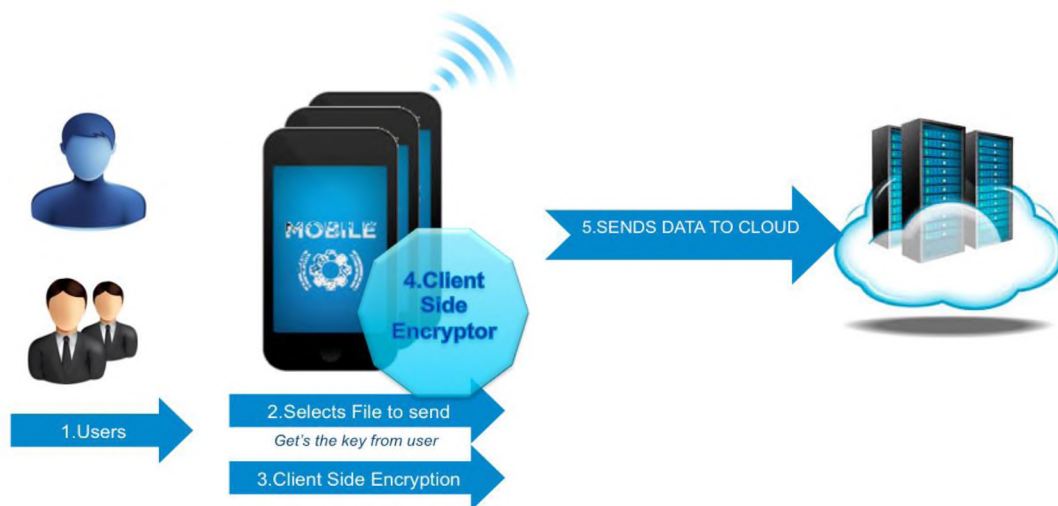 MOBILE
4.Client
Side
Encryptor
5.SENDS DATA TO CLOUD
1.Users
2.Selects File to send
Get's the key from user
3.Client Side Encryption